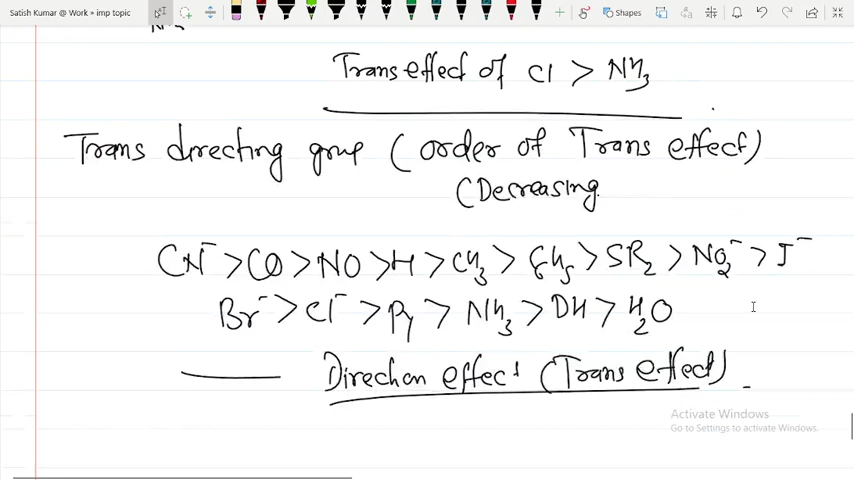 Satish Kumar @ Work » imp topic
Shapes
Trans effect of Cl > NH3
Trans directing group (order of Trans effect)
(Decreasing
CN⁻ > CO > NO > H > CH3 > > SR2 > NO2⁻ > I⁻
Br⁻ > Cl⁻ > Py > NH3 > OH > H2O
Direction effect (Trans effect)
Activate Windows
Go to Settings to activate Windows.